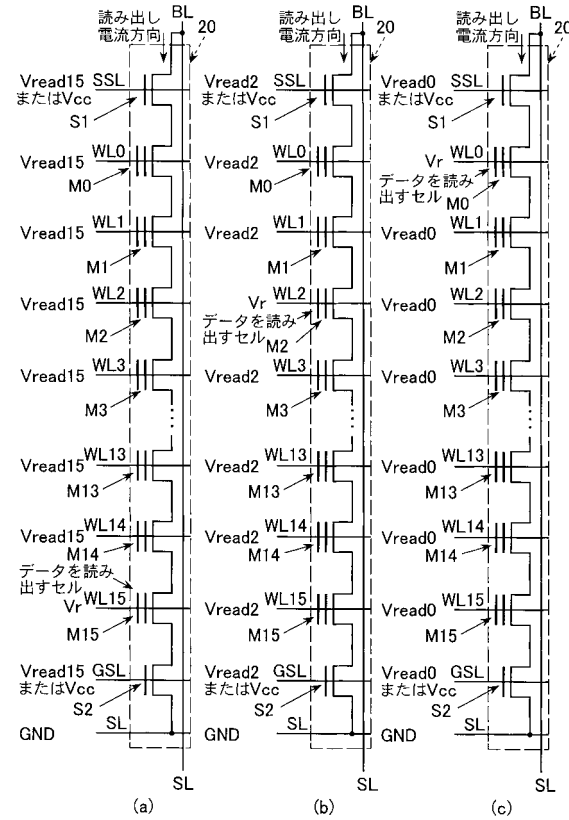 読み出し
電流方向
BL
20
Vread15
またはVcc
SSL
S1
Vread15
WL0
M0
Vread15
WL1
M1
Vread15
WL2
M2
Vread15
WL3
M3
Vread15
WL13
M13
Vread15
WL14
M14
データを読み
出すセル
Vr
WL15
M15
Vread15
またはVcc
GSL
S2
GND
SL
SL
(a)
読み出し
電流方向
BL
20
Vread2
またはVcc
SSL
S1
Vread2
WL0
M0
Vread2
WL1
M1
Vr
WL2
データを読み
出すセル
M2
Vread2
WL3
M3
Vread2
WL13
M13
Vread2
WL14
M14
Vread2
WL15
M15
Vread2
またはVcc
GSL
S2
GND
SL
SL
(b)
読み出し
電流方向
BL
20
Vread0
またはVcc
SSL
S1
Vr
WL0
データを読み
出すセル
M0
Vread0
WL1
M1
Vread0
WL2
M2
Vread0
WL3
M3
Vread0
WL13
M13
Vread0
WL14
M14
Vread0
WL15
M15
Vread0
またはVcc
GSL
S2
GND
SL
SL
(c)